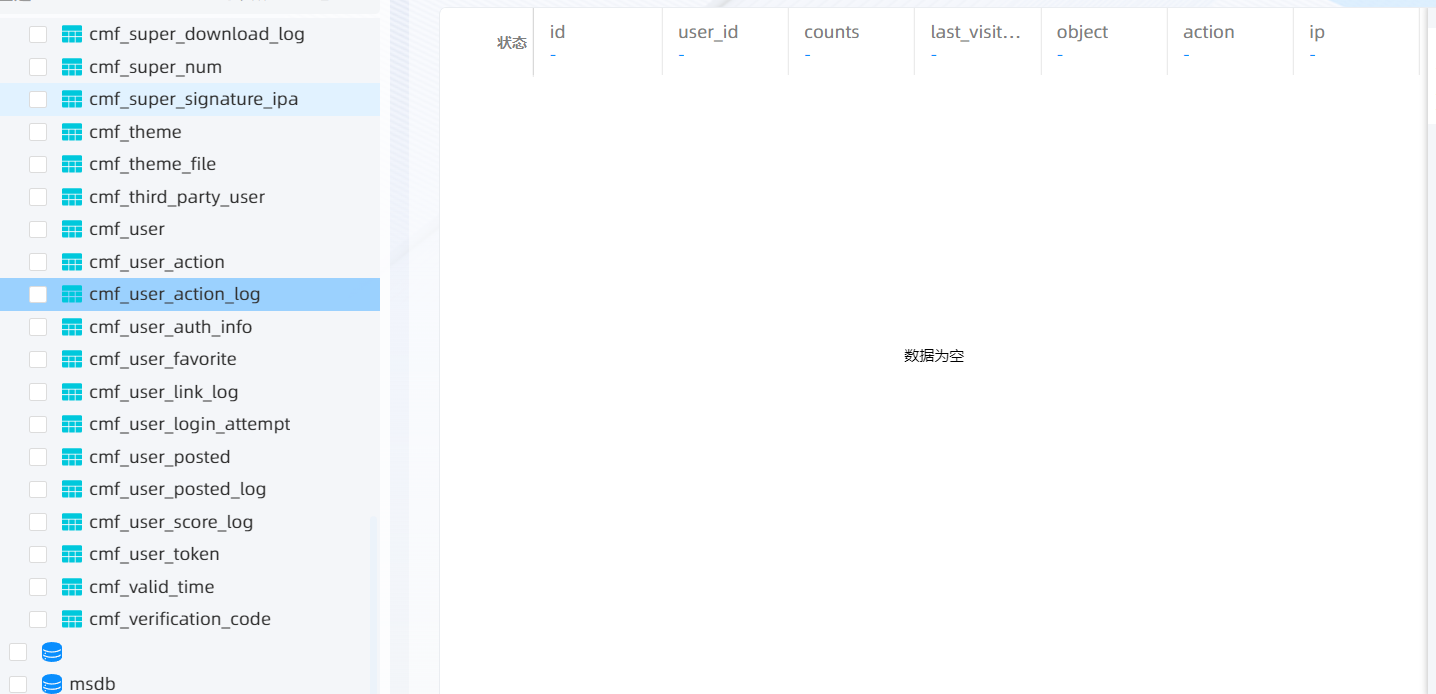 cmf_super_download_log
cmf_super_num
cmf_super_signature_ipa
cmf_theme
cmf_theme_file
cmf_third_party_user
cmf_user
cmf_user_action
cmf_user_action_log
cmf_user_auth_info
cmf_user_favorite
cmf_user_link_log
cmf_user_login_attempt
cmf_user_posted
cmf_user_posted_log
cmf_user_score_log
cmf_user_token
cmf_valid_time
cmf_verification_code
msdb
状态 id user_id counts last_visit... object action ip
- - - - - - -
数据为空